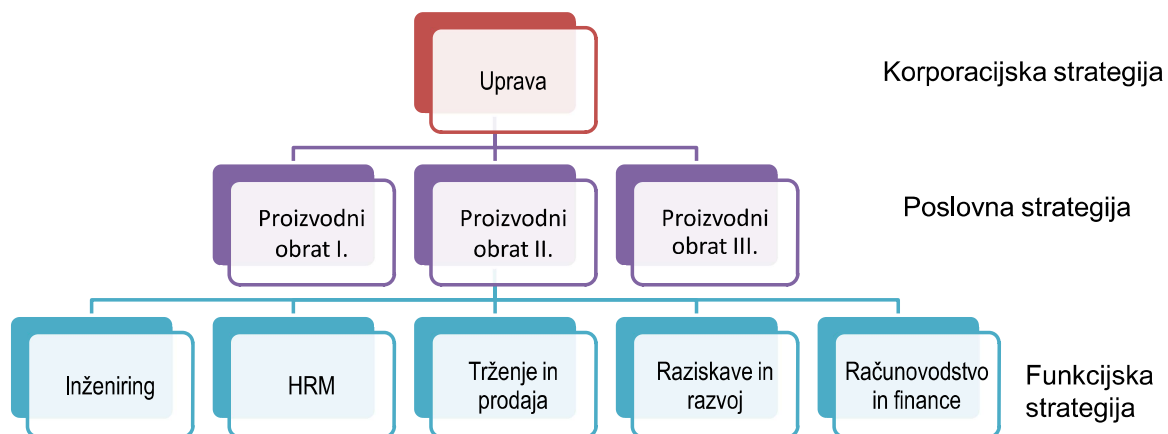 Uprava
Korporacijska strategija
Proizvodni
obrat I.
Proizvodni
obrat II.
Proizvodni
obrat III.
Poslovna strategija
Inženiring
HRM
Trženje in
prodaja
Raziskave in
razvoj
Računovodstvo
in finance
Funkcijska
strategija